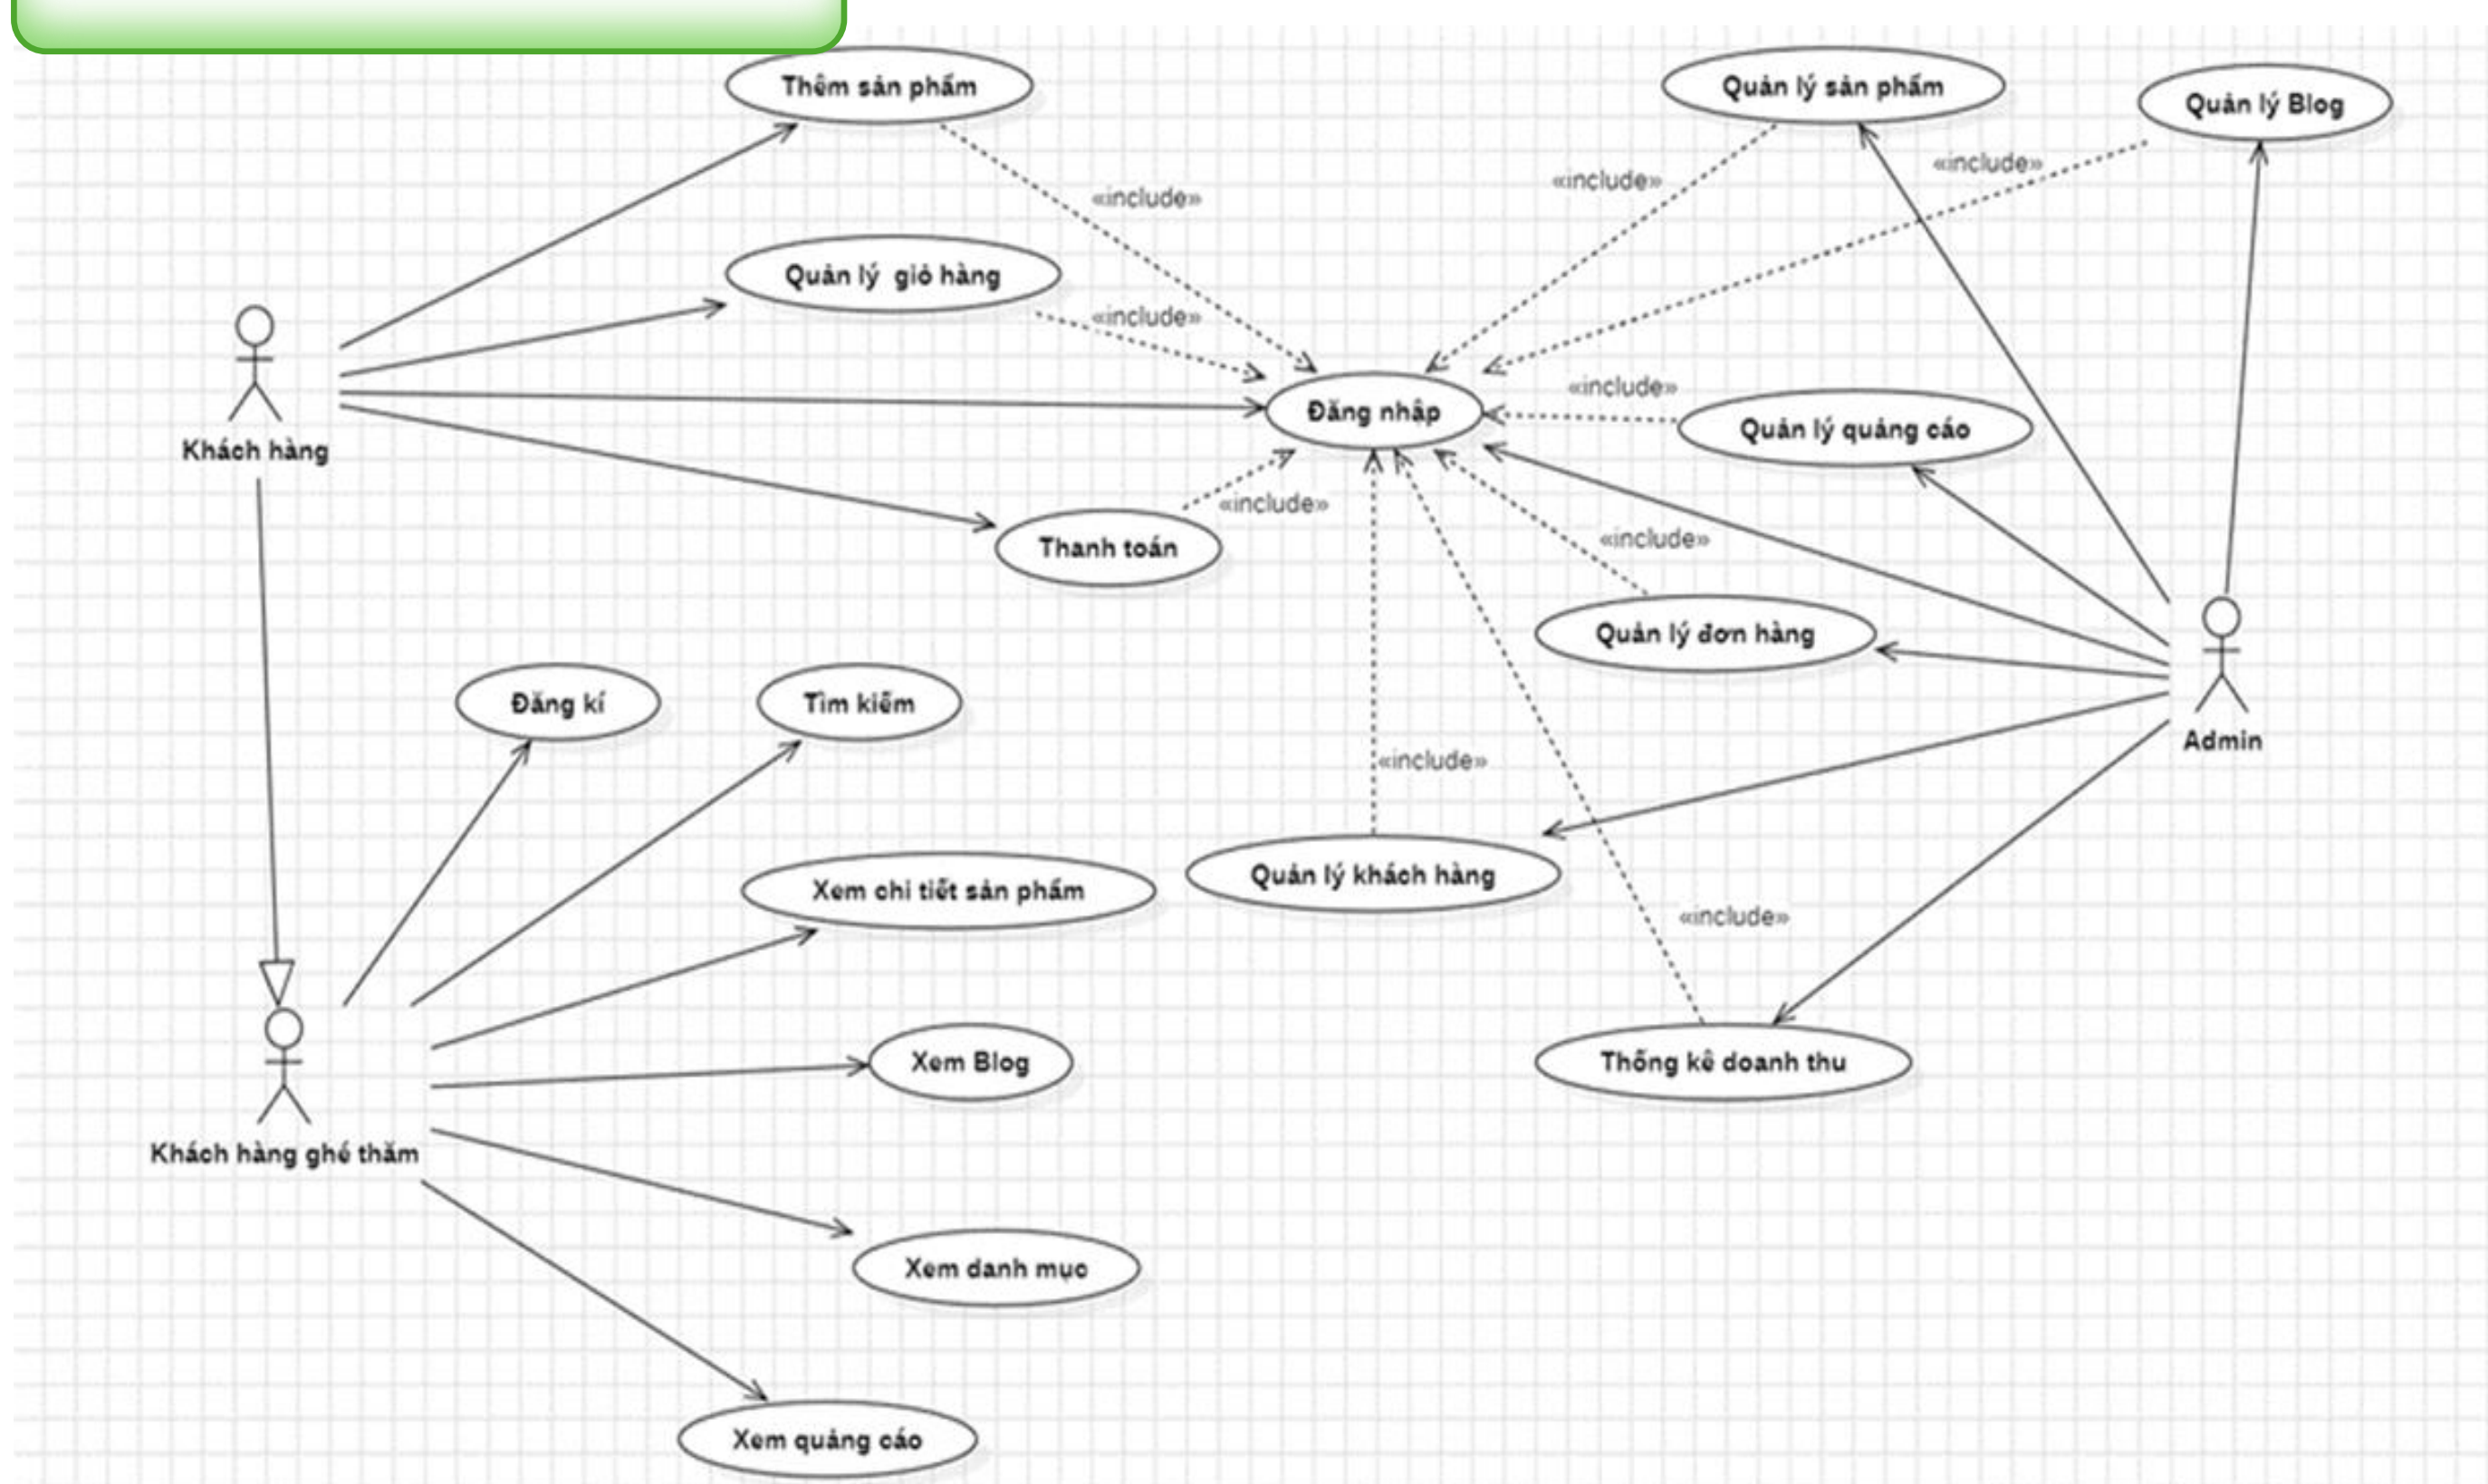 Thêm sản phẩm
Quản lý sản phẩm
Quản lý Blog
«include»
«include»
«include»
Quản lý giỏ hàng
«include»
«include»
Đăng nhập
Quản lý quảng cáo
Khách hàng
«include»
Thanh toán
«include»
Quản lý đơn hàng
Đăng kí
Tìm kiếm
Admin
«include»
Xem chi tiết sản phẩm
Quản lý khách hàng
«include»
Xem Blog
Thống kê doanh thu
Khách hàng ghé thăm
Xem danh mục
Xem quảng cáo